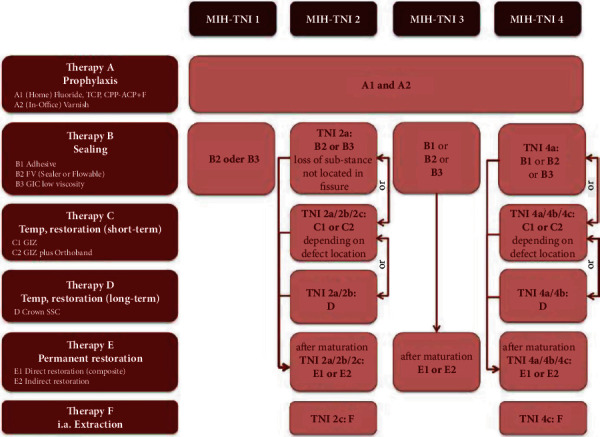 MIH-TNI 1
MIH-TNI 2
MIH-TNI 3
MIH-TNI 4
Therapy A
Prophylaxis
A1 (Home) Fluoride, TCP, CPP-ACP+F
A2 (In-Office) Varnish
A1 and A2
Therapy B
Sealing
B1 Adhesive
B2 FV (Sealer or Flowable)
B3 GIC low viscosity
B2 oder B3
TNI 2a:
B2 or B3
loss of sub-stance
not located in
fissure
B1 or
B2 or
B3
TNI 4a:
B1 or B2
or B3
or
or
Therapy C
Temp, restoration (short-term)
C1 GIZ
C2 GIZ plus Orthoband
TNI 2a/2b/2c:
C1 or C2
depending on
defect location
TNI 4a/4b/4c:
C1 or C2
depending on
defect location
or
or
Therapy D
Temp, restoration (long-term)
D Crown SSC
TNI 2a/2b:
D
TNI 4a/4b:
D
Therapy E
Permanent restoration
E1 Direct restoration (composite)
E2 Indirect restoration
after maturation
TNI 2a/2b/2c:
E1 or E2
after maturation
E1 or E2
after maturation
TNI 4a/4b/4c:
E1 or E2
Therapy F
i.a. Extraction
TNI 2c: F
TNI 4c: F